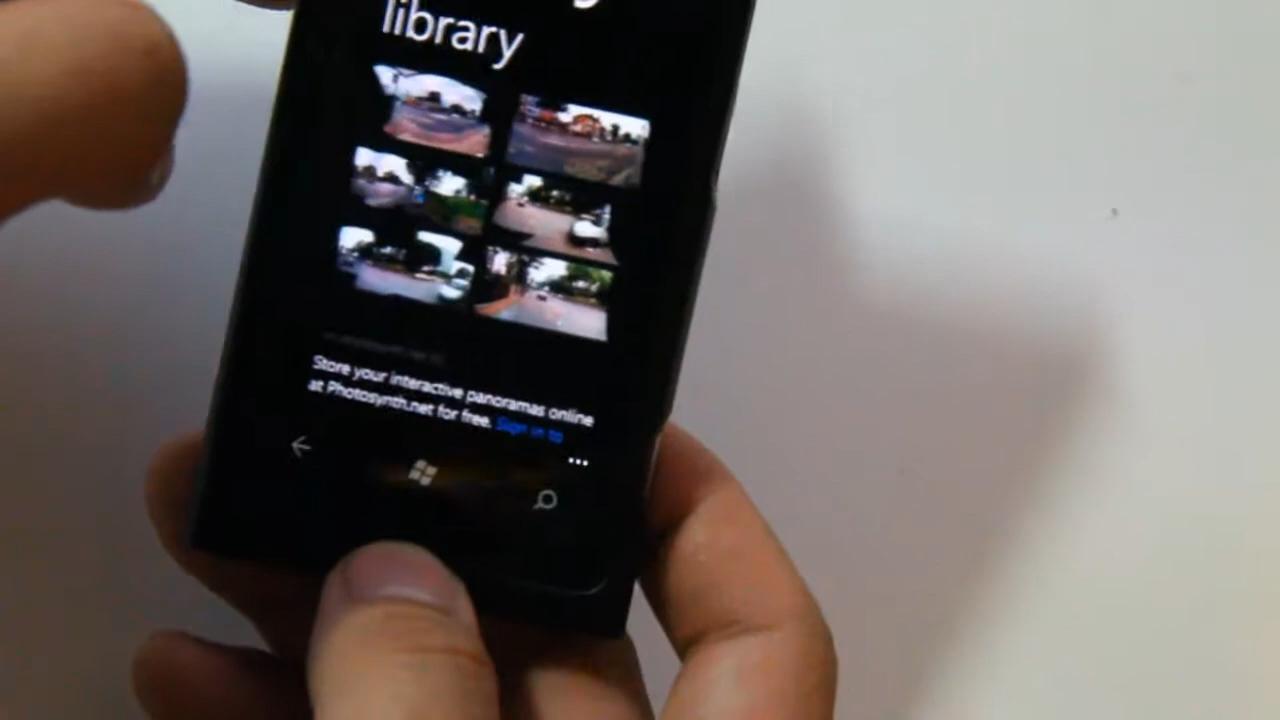 library
Store your interactive panoramas online
at Photosynth.net for free. Sign in to